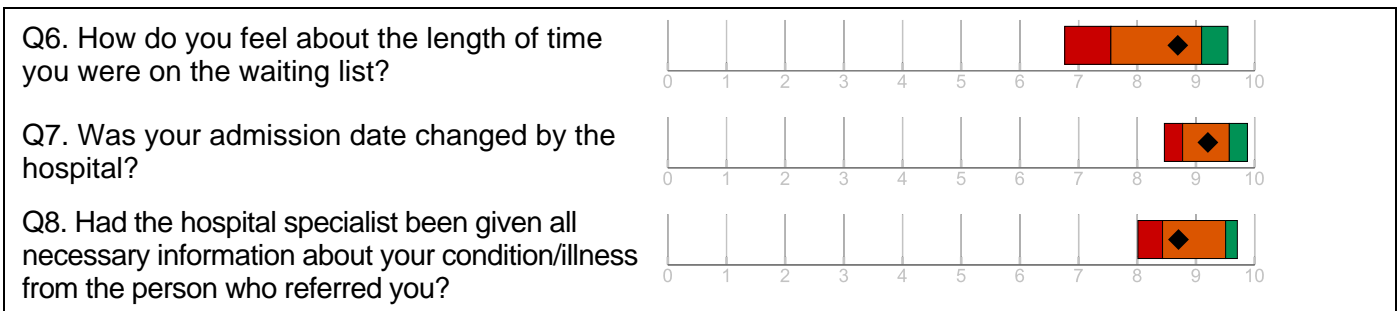 Q6. How do you feel about the length of time
you were on the waiting list?
0 1 2 3 4 5 6 7 8 9 10
Q7. Was your admission date changed by the
hospital?
0 1 2 3 4 5 6 7 8 9 10
Q8. Had the hospital specialist been given all
necessary information about your condition/illness
from the person who referred you?
0 1 2 3 4 5 6 7 8 9 10